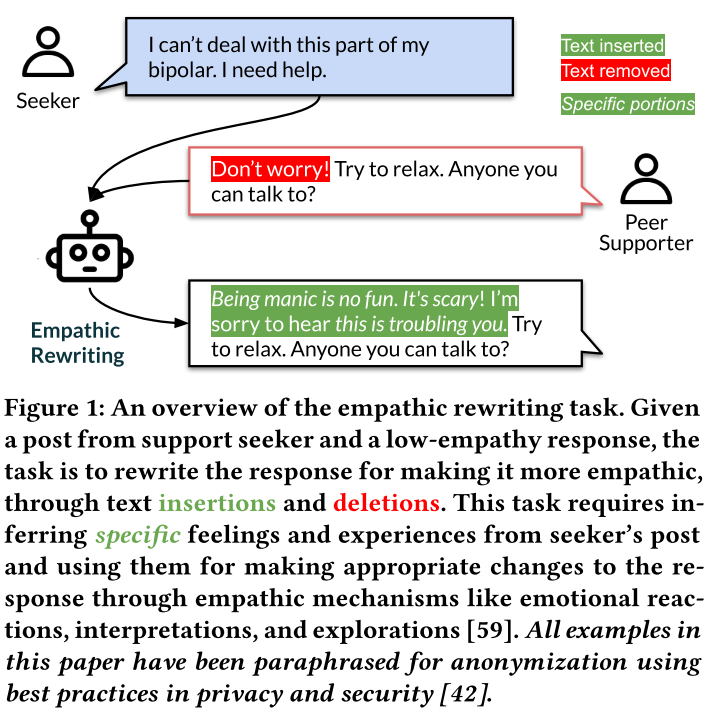 Seeker
I can't deal with this part of my
bipolar. I need help.
Text inserted
Text removed
Specific portions
Don't worry! Try to relax. Anyone you
can talk to?
Peer
Supporter
Empathic
Rewriting
Being manic is no fun. It's scary! I'm
sorry to hear this is troubling you. Try
to relax. Anyone you can talk to?
Figure 1: An overview of the empathic rewriting task. Given
a post from support seeker and a low-empathy response, the
task is to rewrite the response for making it more empathic,
through text insertions and deletions. This task requires in-
ferring specific feelings and experiences from seeker's post
and using them for making appropriate changes to the re-
sponse through empathic mechanisms like emotional reac-
tions, interpretations, and explorations [59]. All examples in
this paper have been paraphrased for anonymization using
best practices in privacy and security [42].